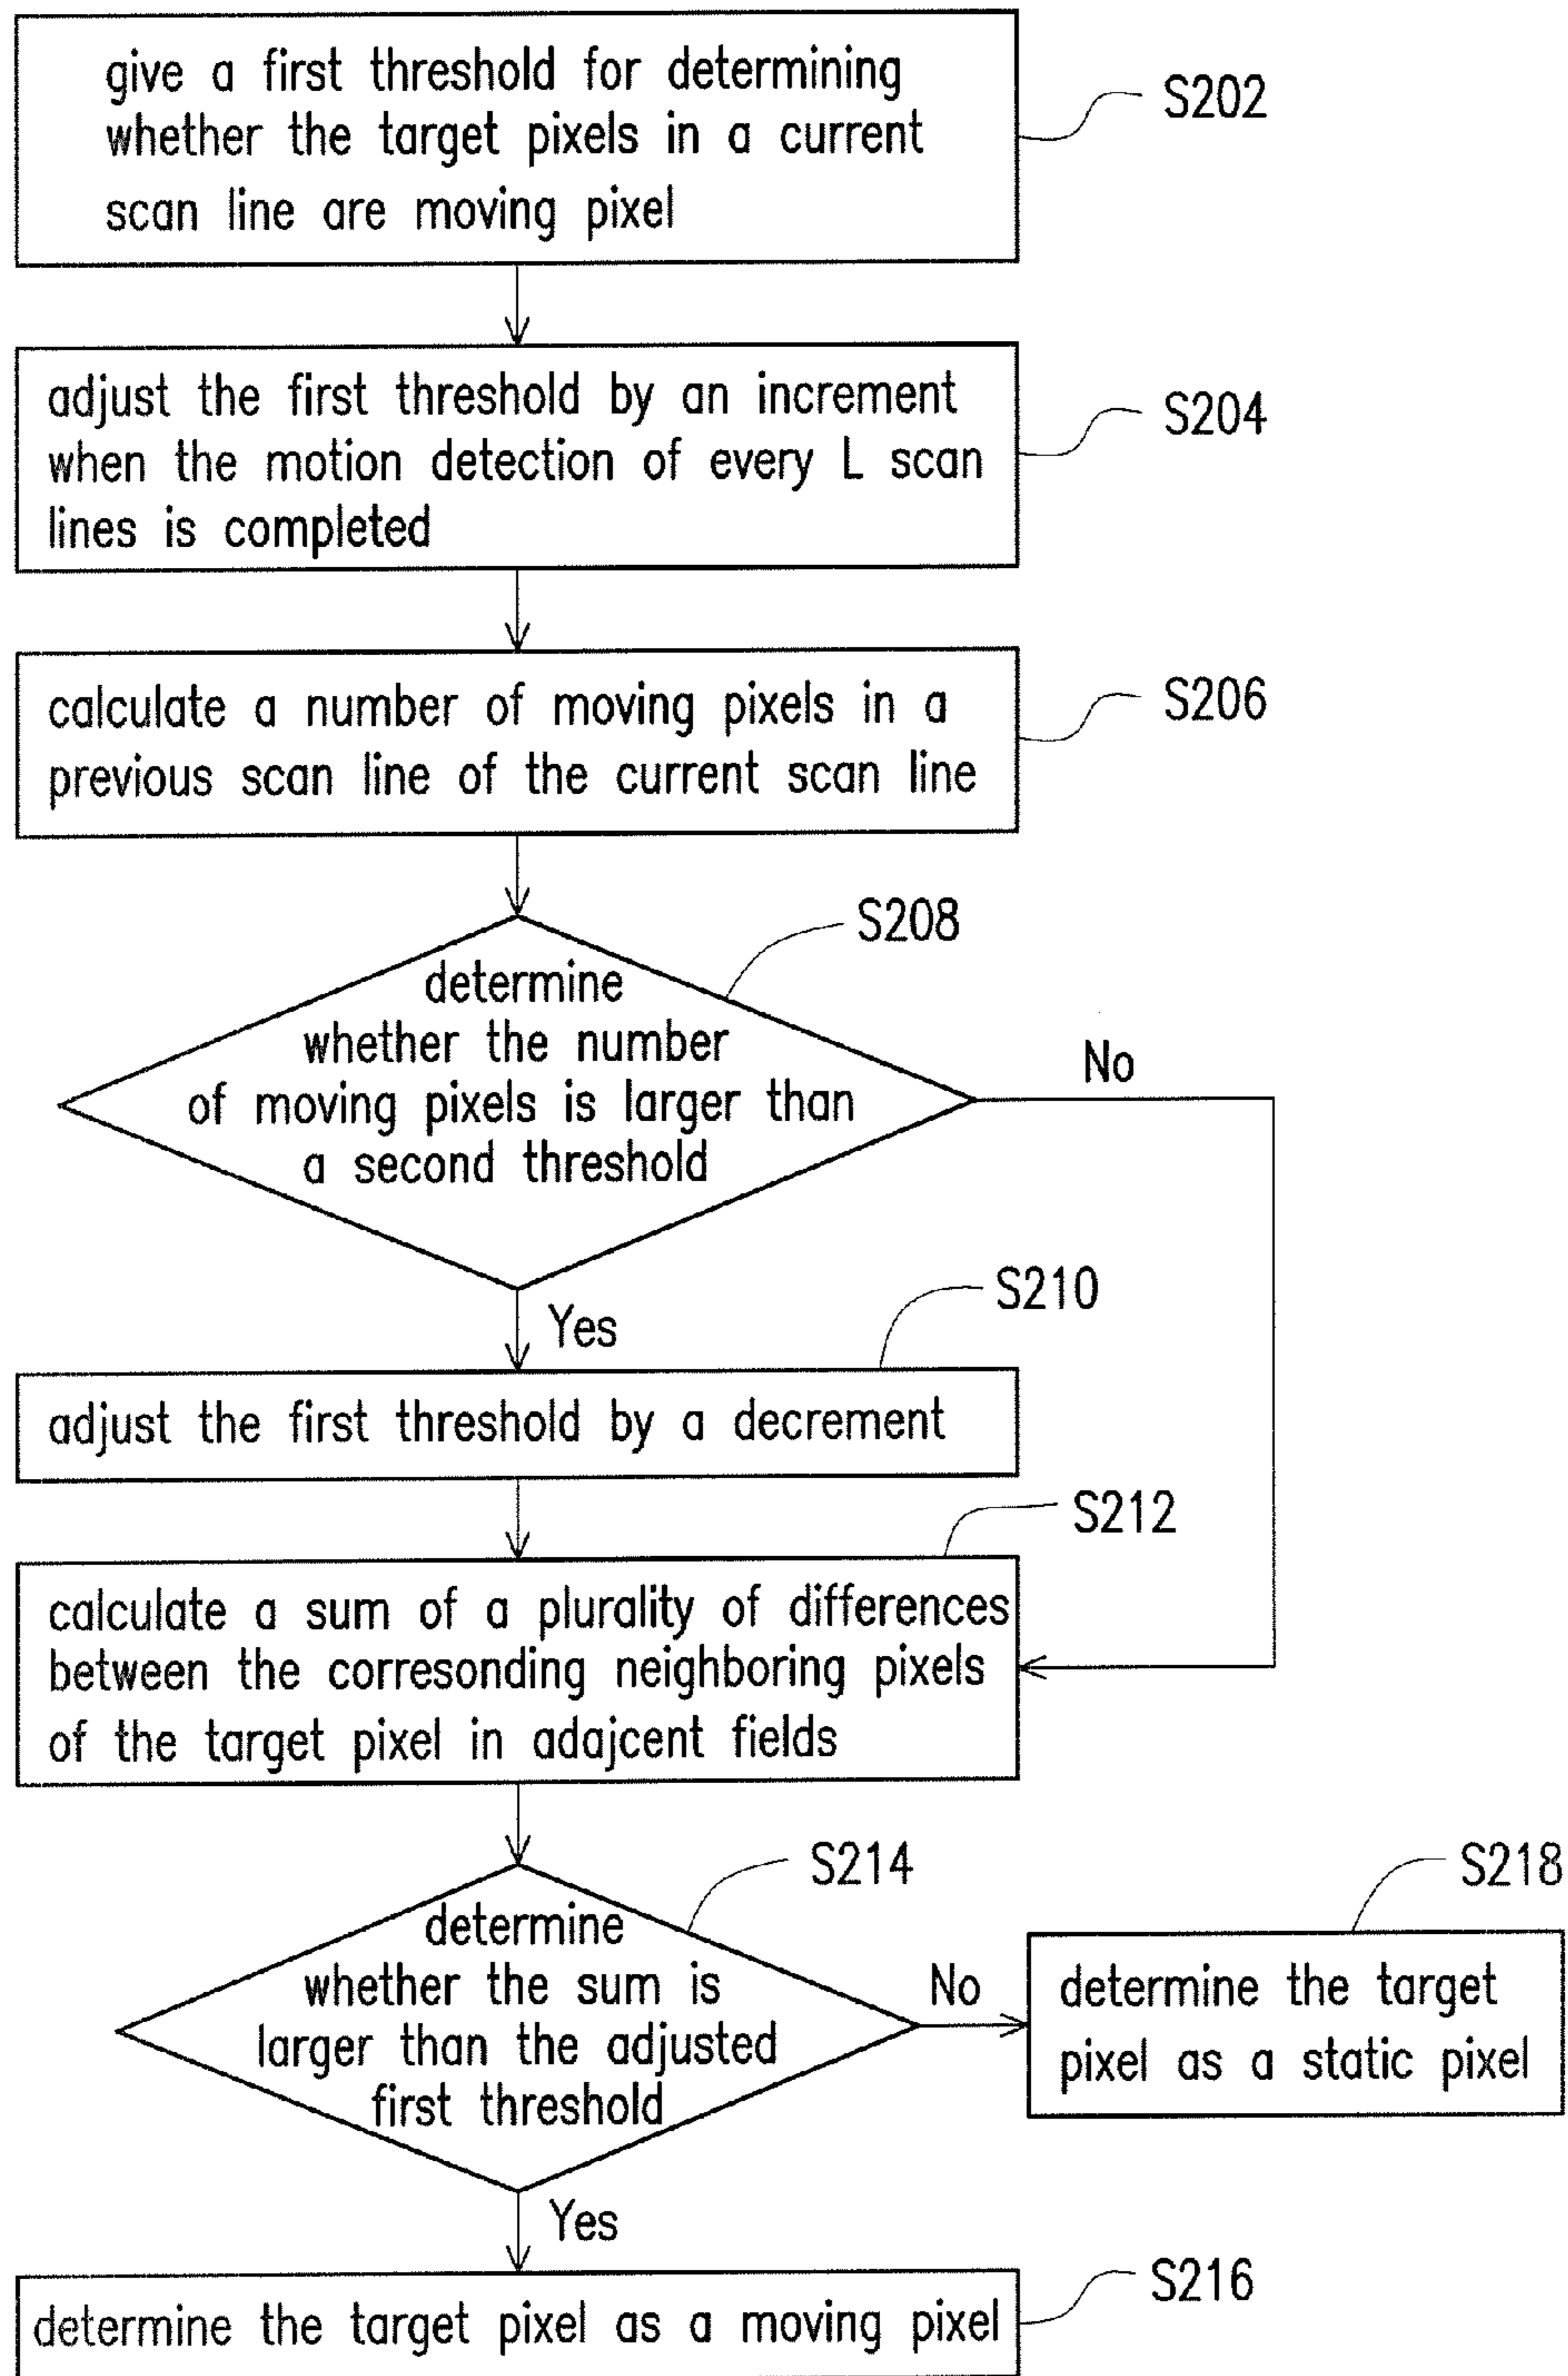 give a first threshold for determining
whether the target pixels in a current
scan line are moving pixel
S202
adjust the first threshold by an increment
when the motion detection of every L scan
lines is completed
S204
calculate a number of moving pixels in a
previous scan line of the current scan line
S206
S208
determine
whether the number
of moving pixels is larger than
a second threshold
No
Yes
S210
adjust the first threshold by a decrement
S212
calculate a sum of a plurality of differences
between the corresonding neighboring pixels
of the target pixel in adajcent fields
S214
determine
whether the sum is
larger than the adjusted
first threshold
No
S218
determine the target
pixel as a static pixel
Yes
S216
determine the target pixel as a moving pixel